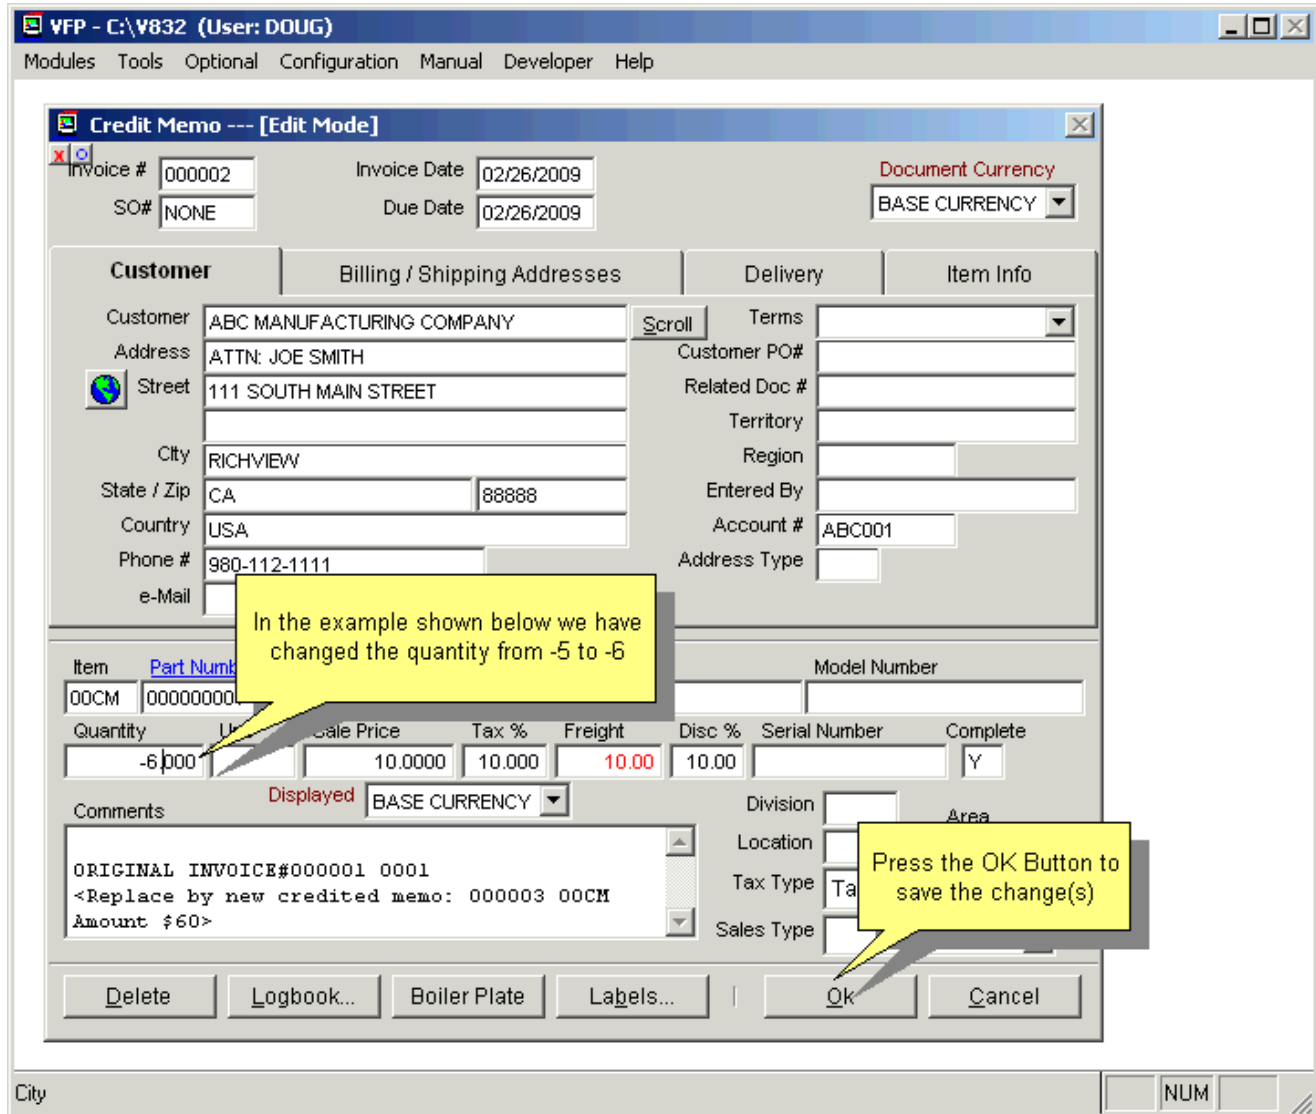 VFP - C:\V832 (User: DOUG)
Modules Tools Optional Configuration Manual Developer Help
Credit Memo --- [Edit Mode]
Invoice # 000002 Invoice Date 02/26/2009 Document Currency
SO# NONE Due Date 02/26/2009 BASE CURRENCY
Customer Billing / Shipping Addresses Delivery Item Info
Customer ABC MANUFACTURING COMPANY Scroll Terms
Address ATTN: JOE SMITH Customer PO#
Street 111 SOUTH MAIN STREET Related Doc #
Territory
City RICHVIEW Region
State / Zip CA 88888 Entered By
Country USA Account # ABC001
Phone # 980-112-1111 Address Type
e-Mail
In the example shown below we have
changed the quantity from -5 to -6
Item Part Model Number
00CM
Quantity Sale Price Tax % Freight Disc % Serial Number Complete
-6.000 10.0000 10.000 10.00 10.00 Y
Displayed BASE CURRENCY
Comments
ORIGINAL INVOICE#000001 0001
<Replace by new credited memo: 000003 00CM
Amount $60>
Division
Area
Location
Tax Type
Sales Type
Press the OK Button to
save the change(s)
Delete Logbook... Boiler Plate Labels... Ok Cancel
City NUM